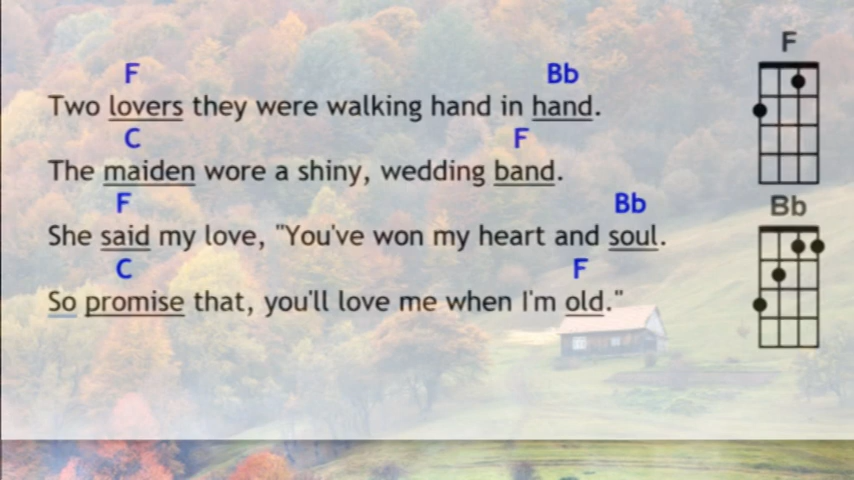 F
F Bb
Two lovers they were walking hand in hand.
C F
The maiden wore a shiny, wedding band.
F Bb
Bb
She said my love, "You've won my heart and soul.
C F
So promise that, you'll love me when I'm old."